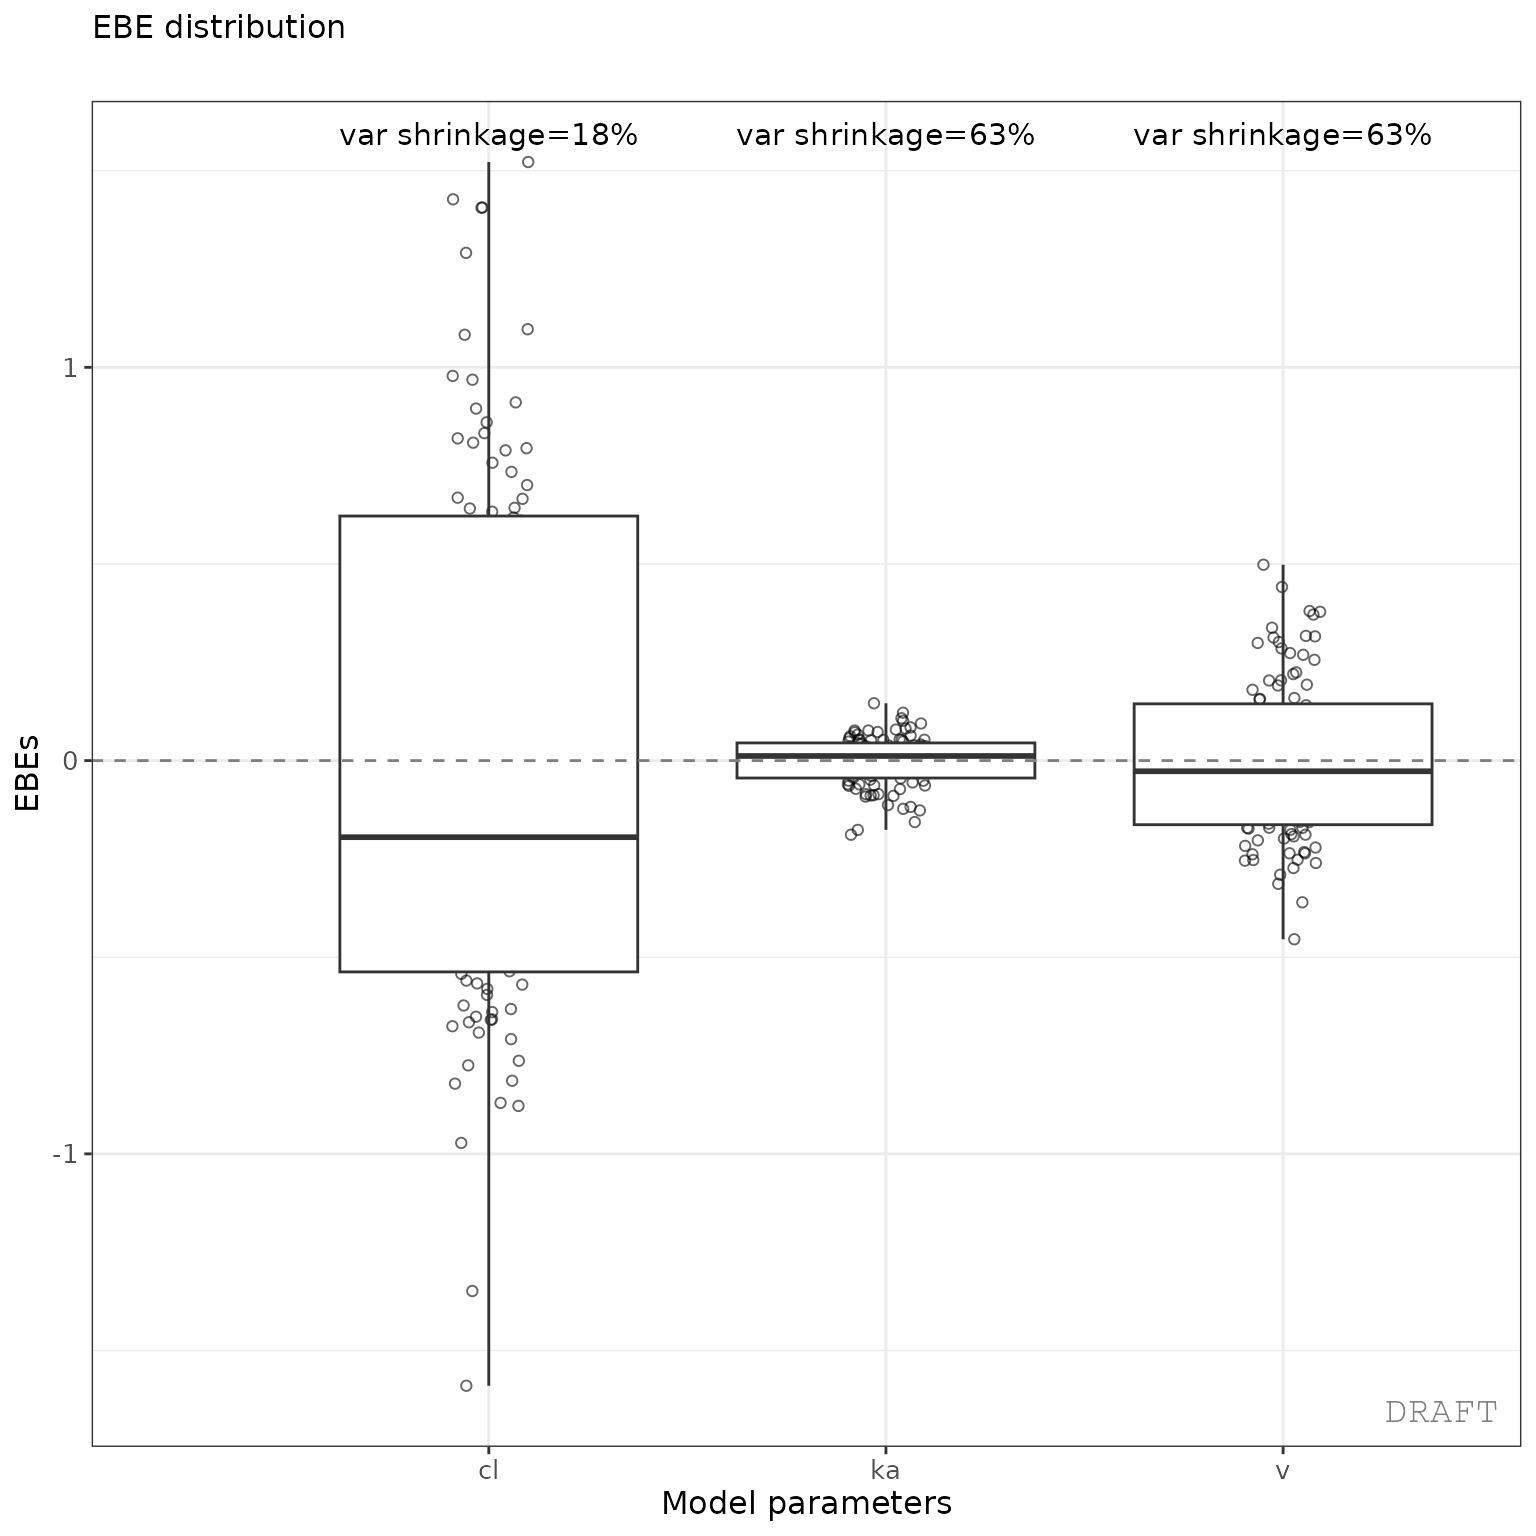 EBE distribution
var shrinkage=18%
var shrinkage=63%
var shrinkage=63%
1
0
-1
EBEs
DRAFT
cl
ka
v
Model parameters